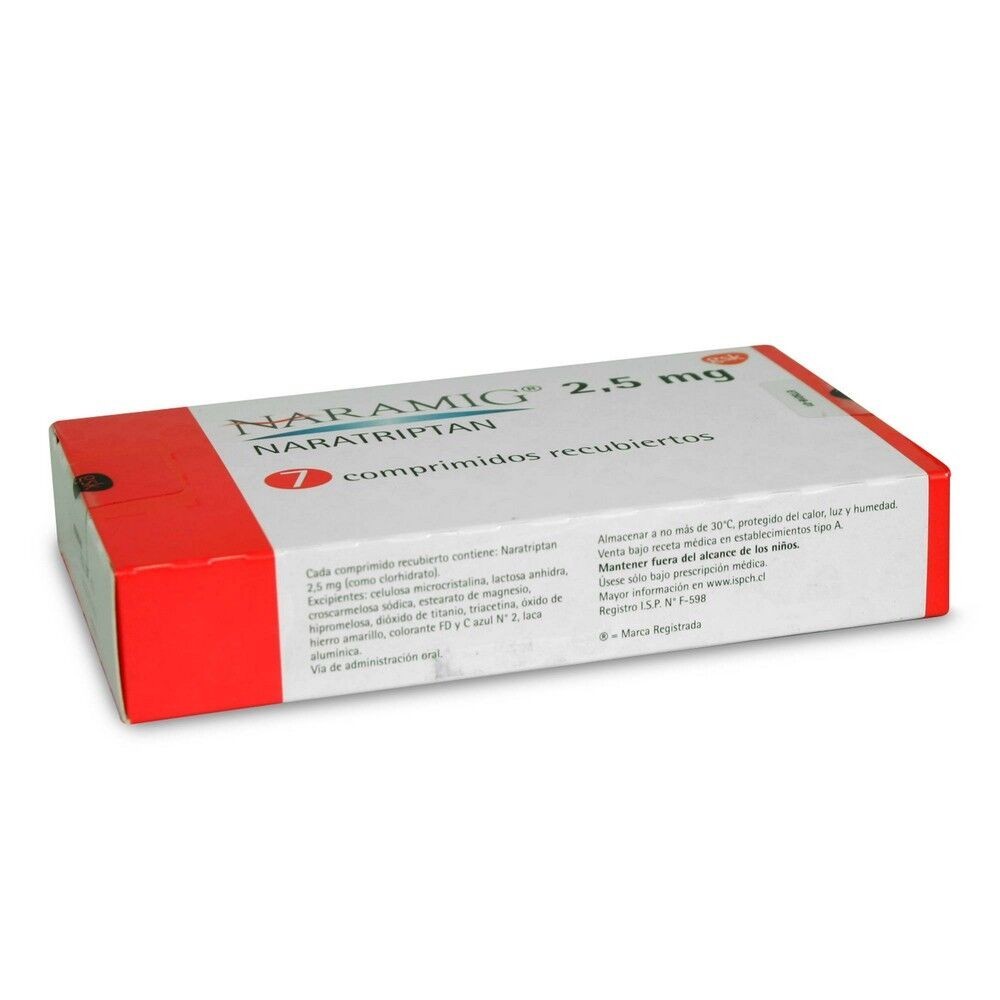 gsk
NARAMIG® 2,5 mg
NARATRIPTAN
7 comprimidos recubiertos
Cada comprimido recubierto contiene: Naratriptan
2,5 mg (como clorhidrato).
Excipientes: celulosa microcristalina, lactosa anhidra,
croscarmelosa sódica, estearato de magnesio,
hipromelosa, dióxido de titanio, triacetina, óxido de
hierro amarillo, colorante FD y C azul N° 2, laca
alumínica.
Vía de administración oral.
Almacenar a no más de 30°C, protegido del calor, luz y humedad.
Venta bajo receta médica en establecimientos tipo A.
Mantener fuera del alcance de los niños.
Úsese sólo bajo prescripción médica.
Mayor información en www.ispch.cl
Registro I.S.P. N° F-598
® = Marca Registrada